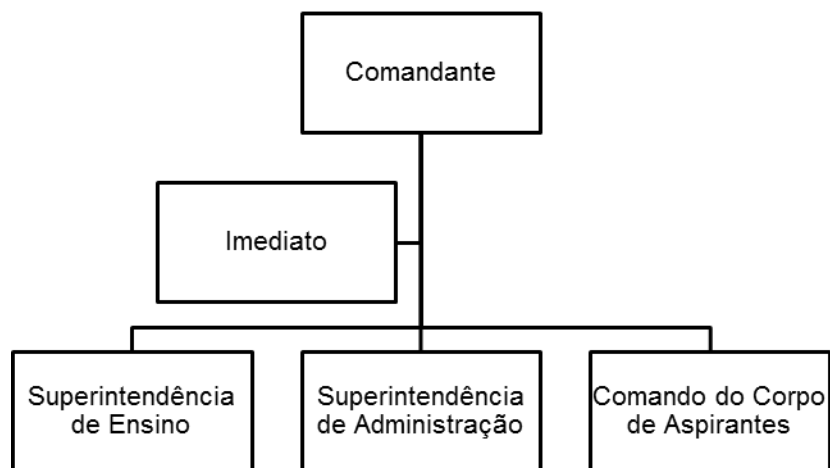 Comandante
Imediato
Superintendência
de Ensino
Superintendência
de Administração
Comando do Corpo
de Aspirantes